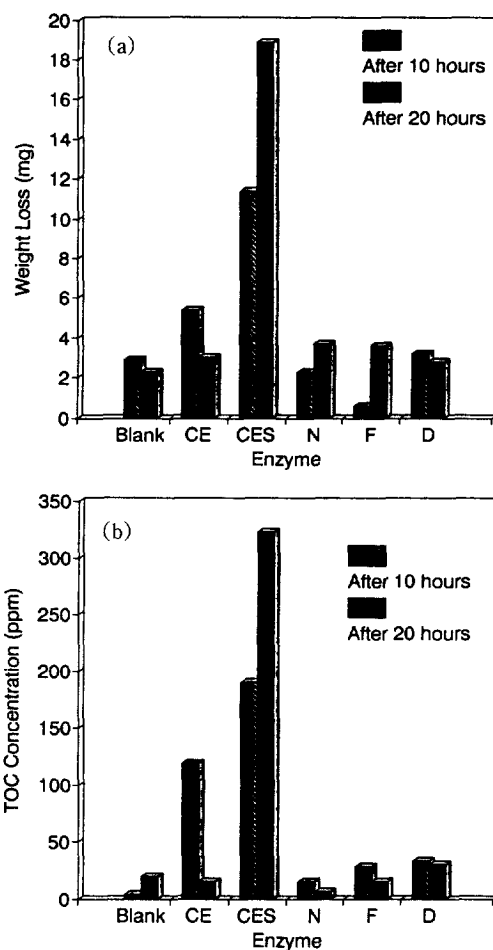 (a)
After 10 hours
After 20 hours
Weight Loss (mg)
20
18
16
14
12
10
8
6
4
2
0
Blank CE CES N F D
Enzyme
(b)
After 10 hours
After 20 hours
TOC Concentration (ppm)
350
300
250
200
150
100
50
0
Blank CE CES N F D
Enzyme